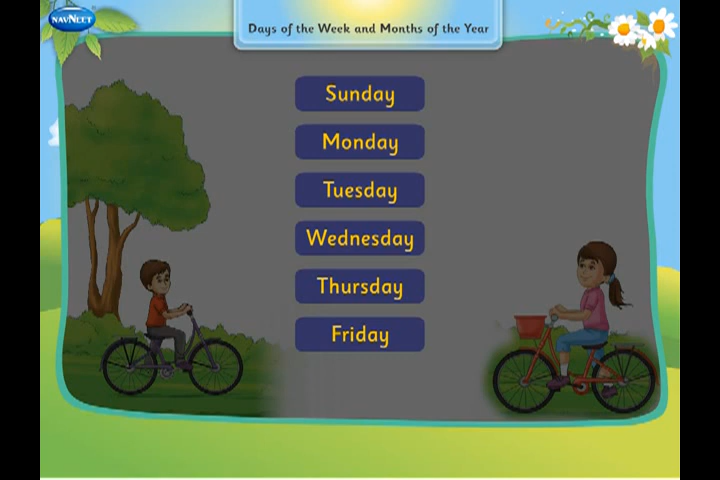 NAVNEET
Days of the Week and Months of the Year
Sunday
Monday
Tuesday
Wednesday
Thursday
Friday